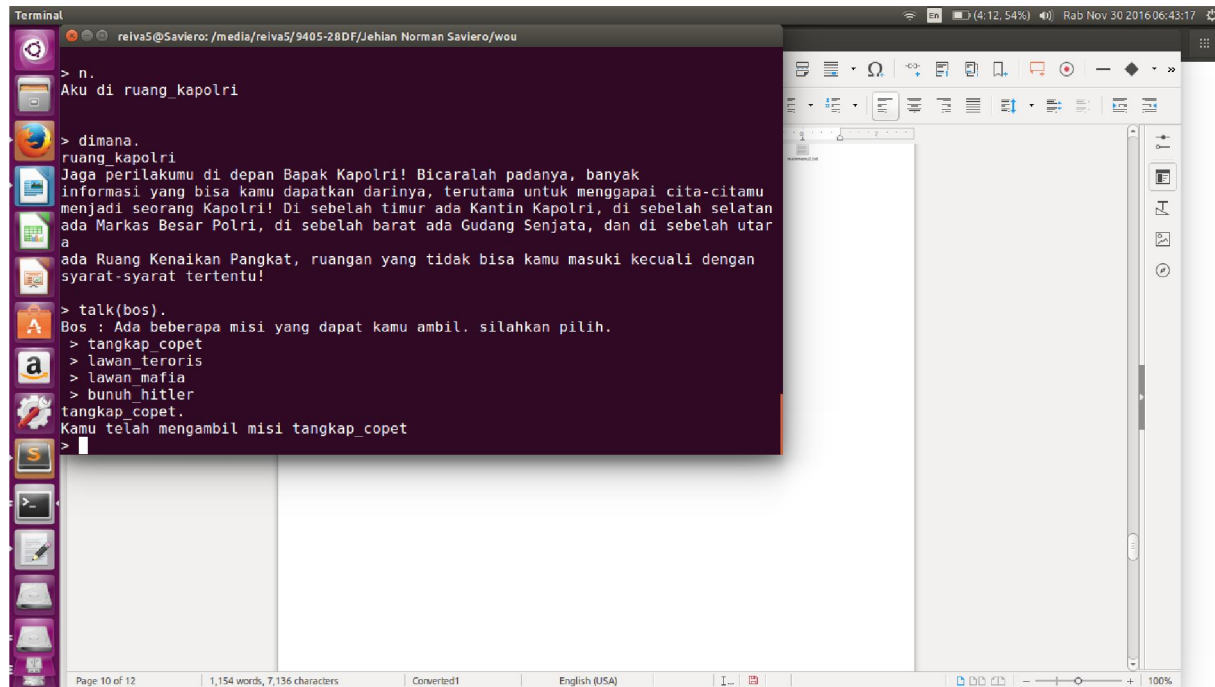 Terminal
En
(4:12, 54%)
Rab Nov 30 2016 06:43:17
reiva5@Saviero: /media/reiva5/9405-28DF/Jehian Norman Saviero/wou
> n.
Aku di ruang_kapolri
> dimana.
ruang_kapolri
Jaga perilakumu di depan Bapak Kapolri! Bicaralah padanya, banyak
informasi yang bisa kamu dapatkan darinya, terutama untuk menggapai cita-citamu
menjadi seorang Kapolri! Di sebelah timur ada Kantin Kapolri, di sebelah selatan
ada Markas Besar Polri, di sebelah barat ada Gudang Senjata, dan di sebelah utar
a
ada Ruang Kenaikan Pangkat, ruangan yang tidak bisa kamu masuki kecuali dengan
syarat-syarat tertentu!
> talk(bos).
Bos : Ada beberapa misi yang dapat kamu ambil. silahkan pilih.
> tangkap_copet
> lawan_teroris
> lawan_mafia
> bunuh_hitler
tangkap_copet.
Kamu telah mengambil misi tangkap_copet
>
Page 10 of 12
1,154 words, 7,136 characters
Converted1
English (USA)
100%